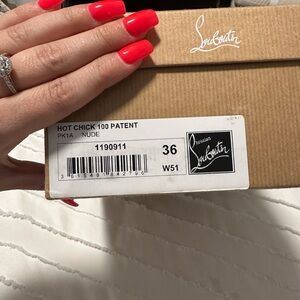 Louboutin
HOT CHICK 100 PATENT
PK1A NUDE
1190911
36
W51
Christian
Louboutin